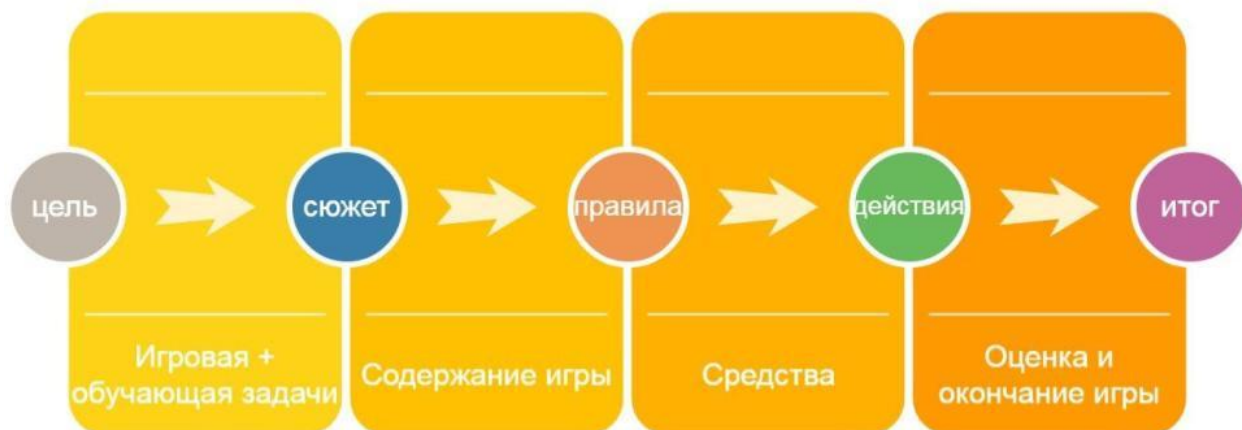 цель
сюжет
правила
действия
итог
Игровая +
обучающая задачи
Содержание игры
Средства
Оценка и
окончание игры